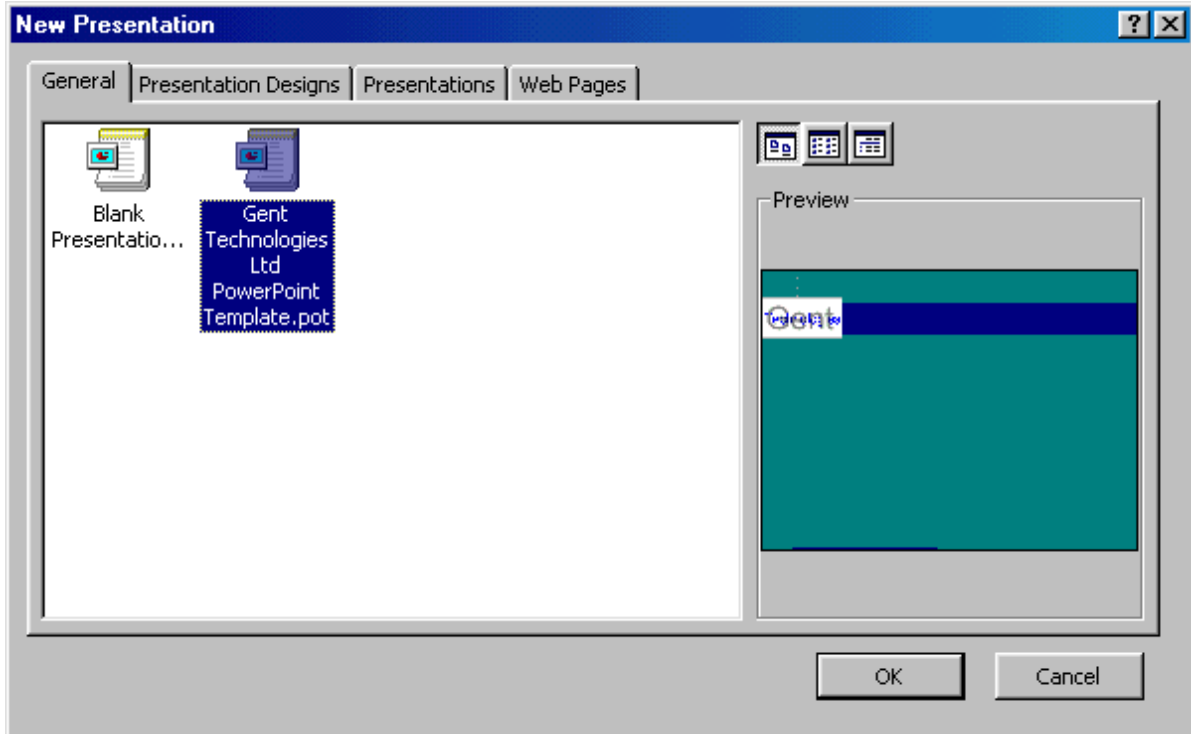 New Presentation
General Presentation Designs Presentations Web Pages
Blank
Presentatio...
Gent
Technologies
Ltd
PowerPoint
Template.pot
Preview
Gent
OK Cancel